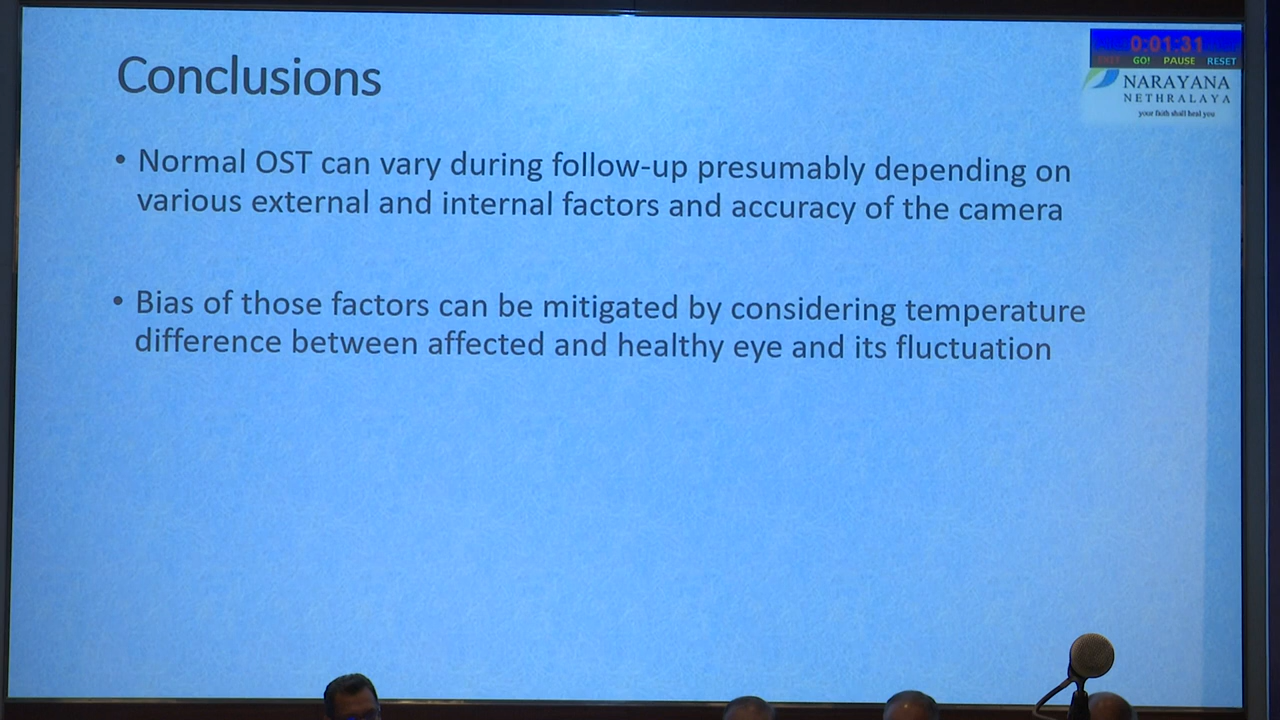 Conclusions
0:01:31
EXIT GO! PAUSE RESET
NARAYANA
NETHRALAYA
your faith shall heal you
• Normal OST can vary during follow-up presumably depending on
various external and internal factors and accuracy of the camera
• Bias of those factors can be mitigated by considering temperature
difference between affected and healthy eye and its fluctuation